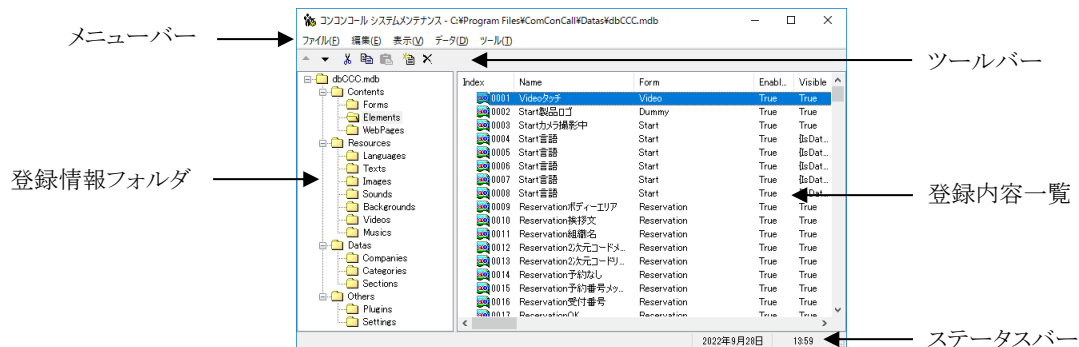 コンコンコール システムメンテナンス - C:¥Program Files¥ComConCall¥Datas¥dbCCC.mdb
メニューバー
ファイル(F) 編集(E) 表示(V) データ(D) ツール(T)
ツールバー
dbCCC.mdb
Contents
Forms
Elements
WebPages
Resources
Languages
Texts
Images
Sounds
Backgrounds
Videos
Musics
Datas
Companies
Categories
Sections
Others
Plugins
Settings
登録情報フォルダ
Index Name Form Enabl... Visible
0001 Videoタッチ Video True True
0002 Start製品ロゴ Dummy True True
0003 Startカメラ撮影中 Start True True
0004 Start言語 Start True {IsDat...
0005 Start言語 Start True {IsDat...
0006 Start言語 Start True {IsDat...
0007 Start言語 Start True {IsDat...
0008 Start言語 Start True {IsDat...
0009 Reservationボディーエリア Reservation True True
0010 Reservation挨拶文 Reservation True True
0011 Reservation組織名 Reservation True True
0012 Reservation2次元コードメ... Reservation True True
0013 Reservation2次元コードリ... Reservation True True
0014 Reservation予約なし Reservation True True
0015 Reservation予約番号メッ... Reservation True True
0016 Reservation受付番号 Reservation True True
0017 ReservationOK Reservation True True
登録内容一覧
2022年9月28日 13:59
ステータスバー